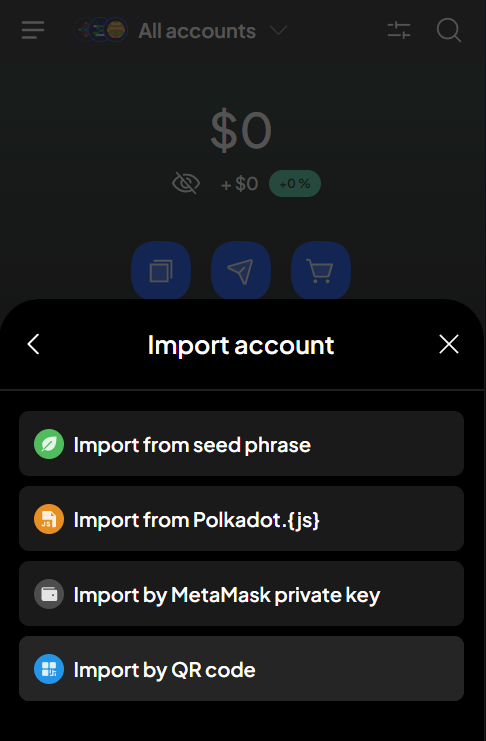 All accounts
$0
+ $0 +0 %
Import account
Import from seed phrase
Import from Polkadot.{js}
Import by MetaMask private key
Import by QR code